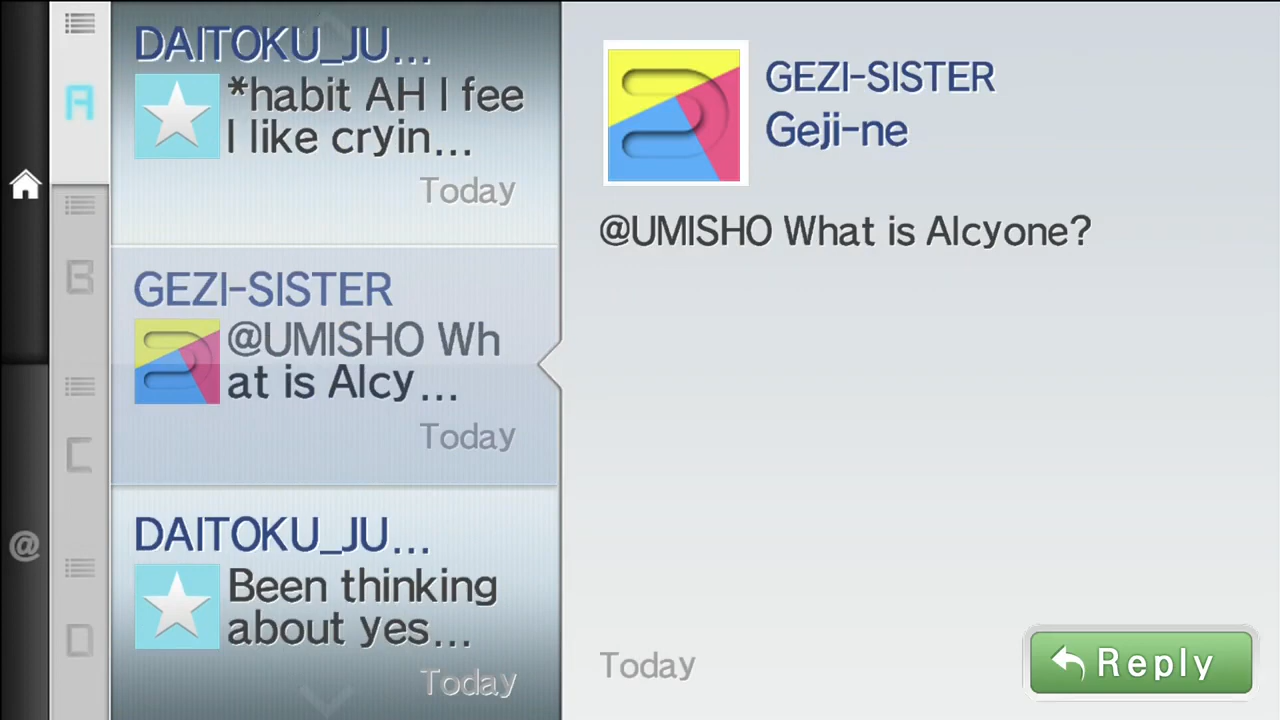 A
B
C
D
@
DAITOKU_JU...
*habit AH I fee
l like cryin...
Today
GEZI-SISTER
@UMISHO Wh
at is Alcy...
Today
DAITOKU_JU...
Been thinking
about yes...
Today
GEZI-SISTER
Geji-ne
@UMISHO What is Alcyone?
Today
Reply